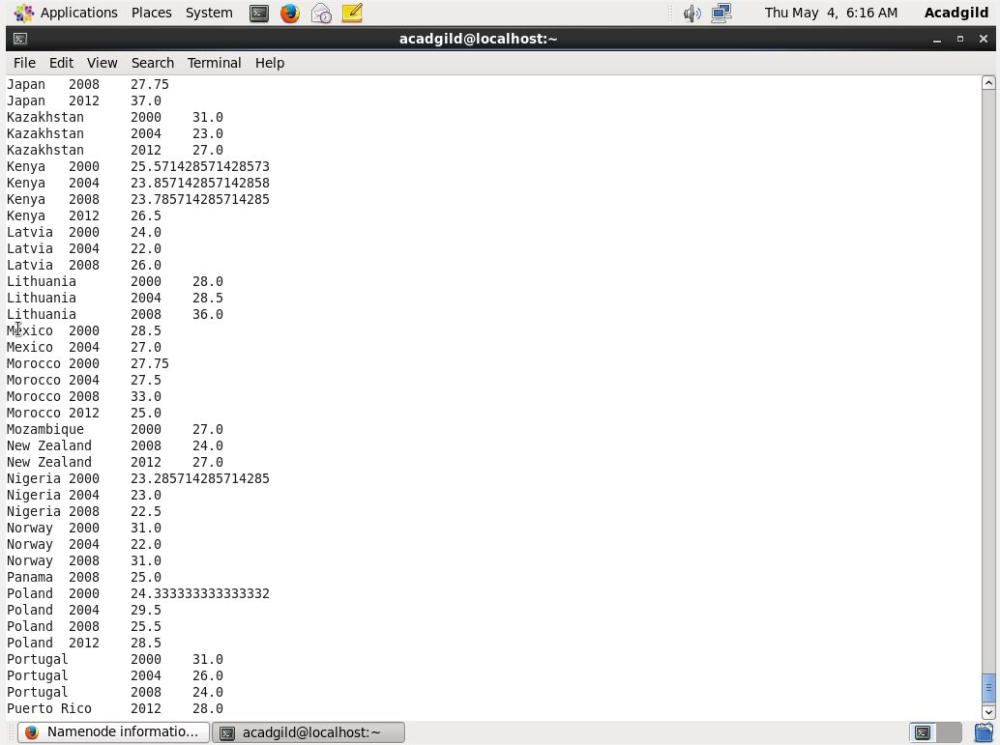 Applications Places System Thu May 4, 6:16 AM Acadgild
acadgild@localhost:~
File Edit View Search Terminal Help
Japan 2008 27.75
Japan 2012 37.0
Kazakhstan 2000 31.0
Kazakhstan 2004 23.0
Kazakhstan 2012 27.0
Kenya 2000 25.571428571428573
Kenya 2004 23.857142857142858
Kenya 2008 23.785714285714285
Kenya 2012 26.5
Latvia 2000 24.0
Latvia 2004 22.0
Latvia 2008 26.0
Lithuania 2000 28.0
Lithuania 2004 28.5
Lithuania 2008 36.0
Mexico 2000 28.5
Mexico 2004 27.0
Morocco 2000 27.75
Morocco 2004 27.5
Morocco 2008 33.0
Morocco 2012 25.0
Mozambique 2000 27.0
New Zealand 2008 24.0
New Zealand 2012 27.0
Nigeria 2000 23.285714285714285
Nigeria 2004 23.0
Nigeria 2008 22.5
Norway 2000 31.0
Norway 2004 22.0
Norway 2008 31.0
Panama 2008 25.0
Poland 2000 24.333333333333332
Poland 2004 29.5
Poland 2008 25.5
Poland 2012 28.5
Portugal 2000 31.0
Portugal 2004 26.0
Portugal 2008 24.0
Puerto Rico 2012 28.0
Namenode informatio... acadgild@localhost:~